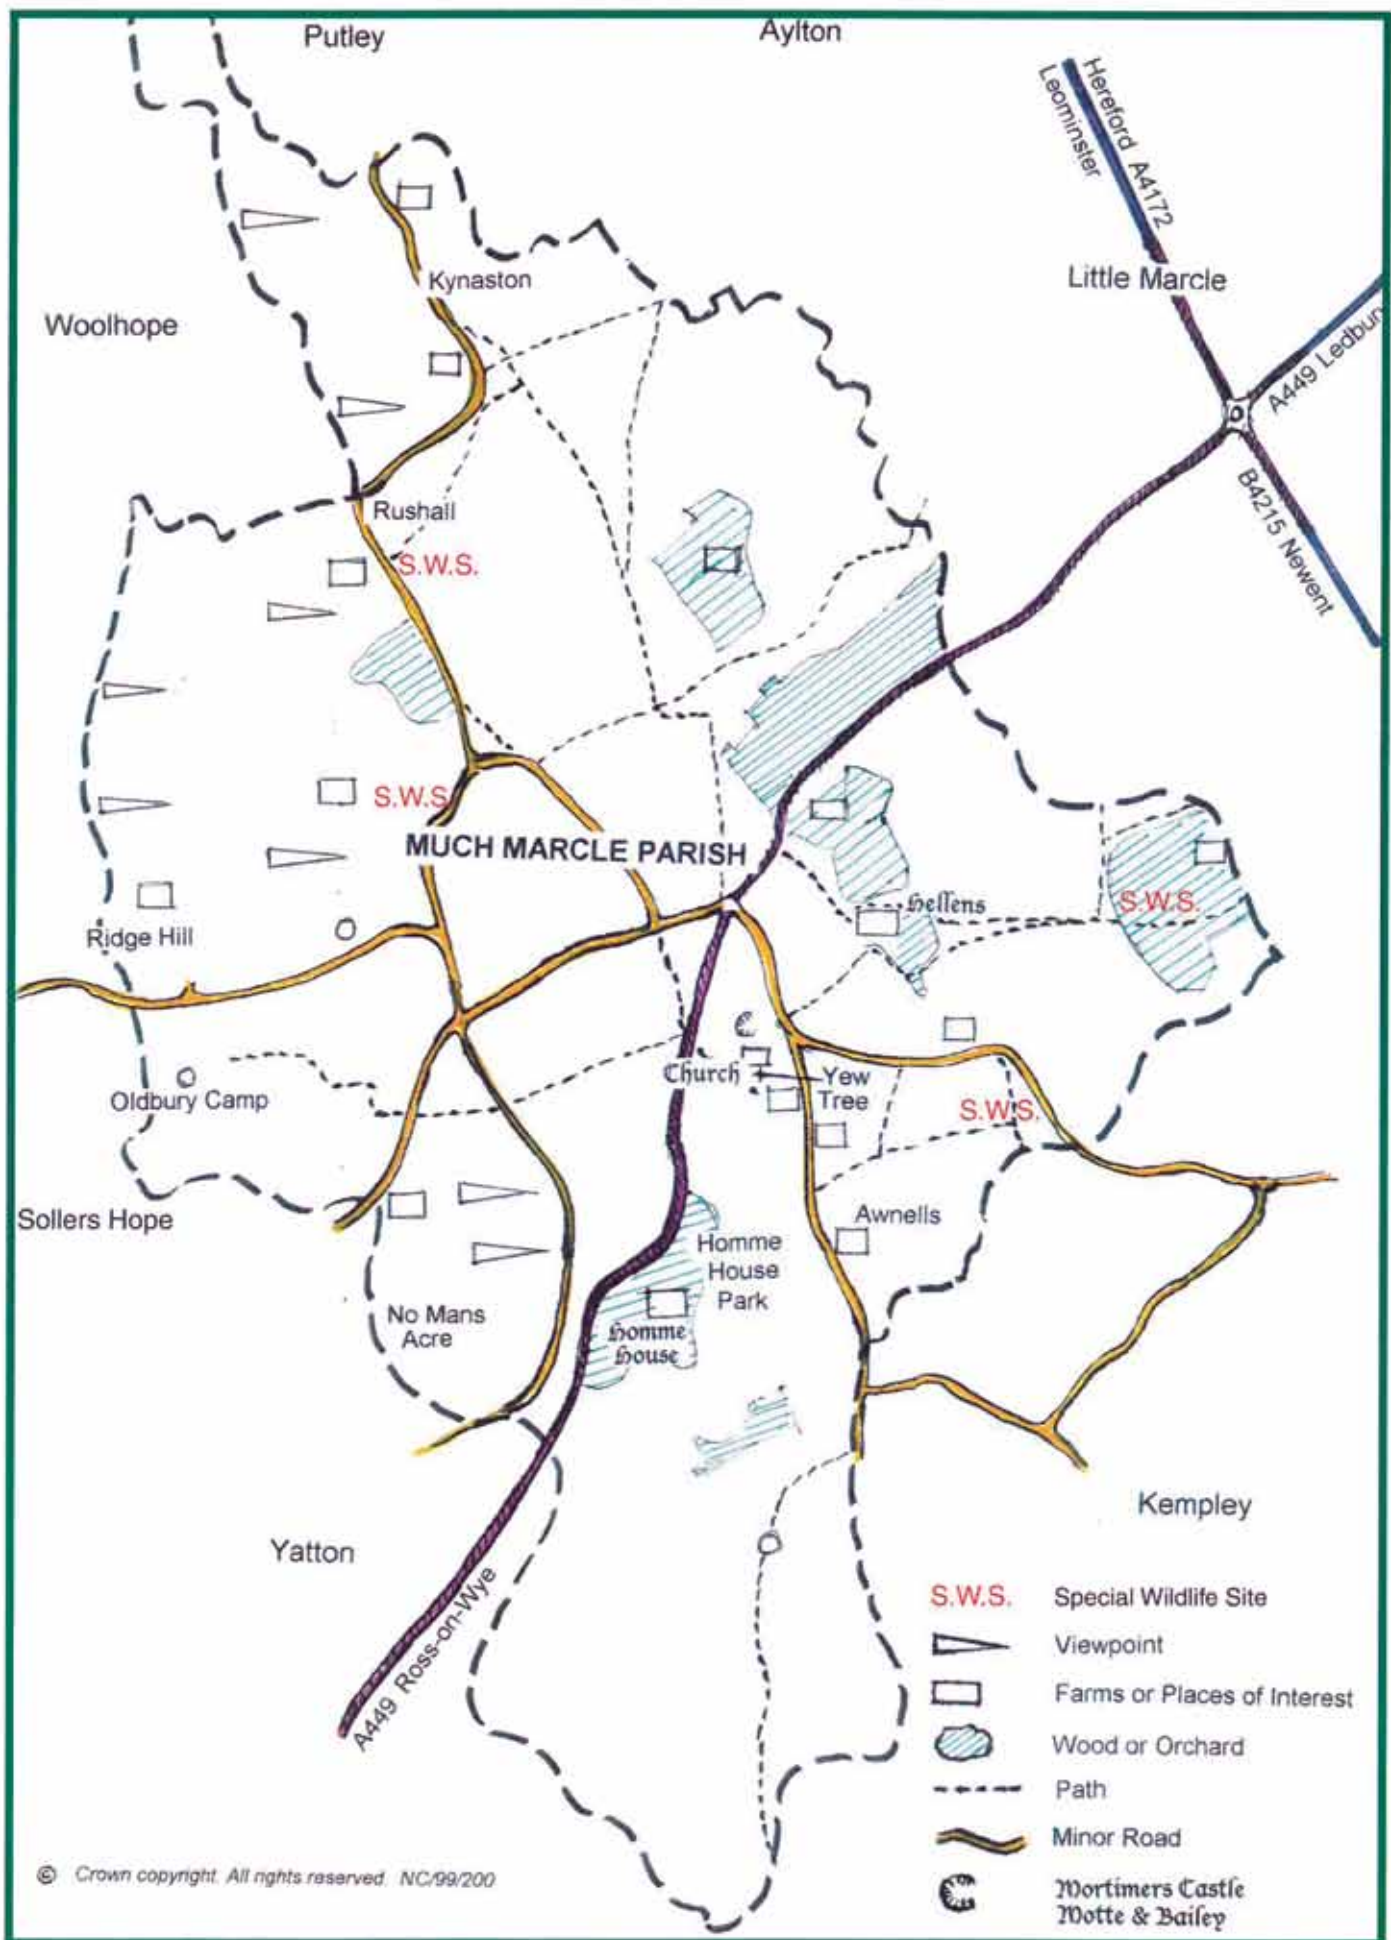 Putley
Aylton
Hereford A4172
Leominster
Little Marcle
Kynaston
Woolhope
A449 Ledbur
B4215 Newent
Rushall
S.W.S.
S.W.S
MUCH MARCLE PARISH
Hellens
S.W.S.
Ridge Hill
Church
Yew
Tree
Oldbury Camp
S.W.S.
Sollers Hope
Awnells
Homme
House
Park
No Mans
Acre
Homme
House
Kempley
Yatton
A449 Ross-on-Wye
S.W.S. Special Wildlife Site
Viewpoint
Farms or Places of Interest
Wood or Orchard
Path
Minor Road
Mortimers Castle
Motte & Bailey
© Crown copyright. All rights reserved. NC/99/200